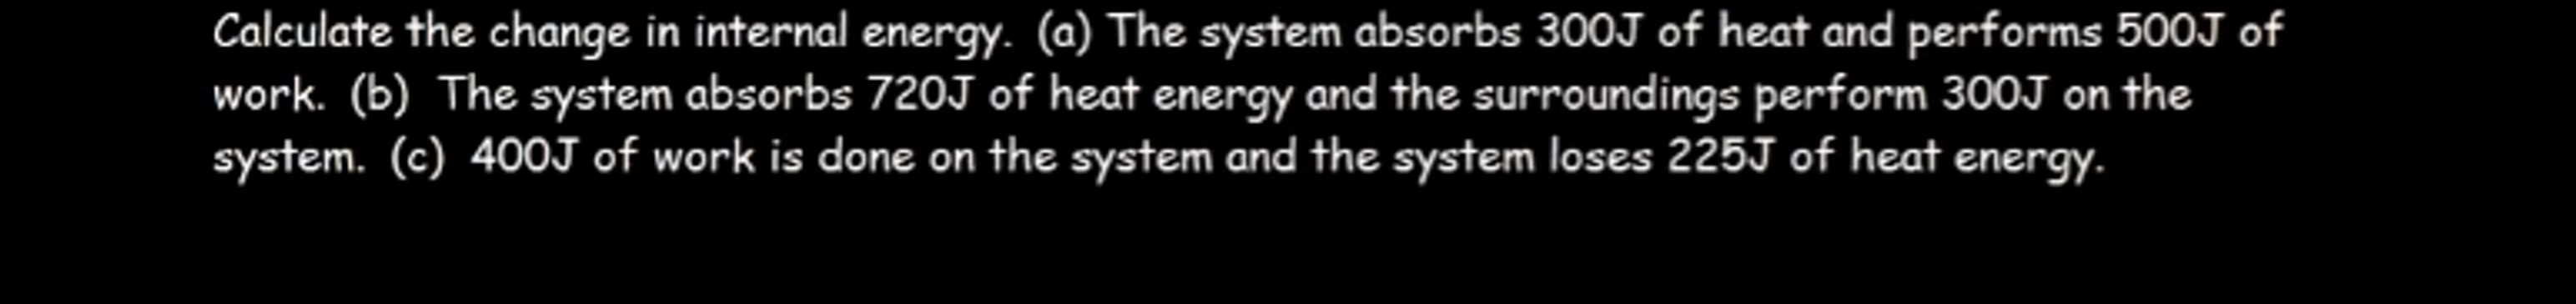 Calculate the change in internal energy. (a) The system absorbs 300J of heat and performs 500J of
work. (b) The system absorbs 720J of heat energy and the surroundings perform 300J on the
system. (c) 400J of work is done on the system and the system loses 225J of heat energy.